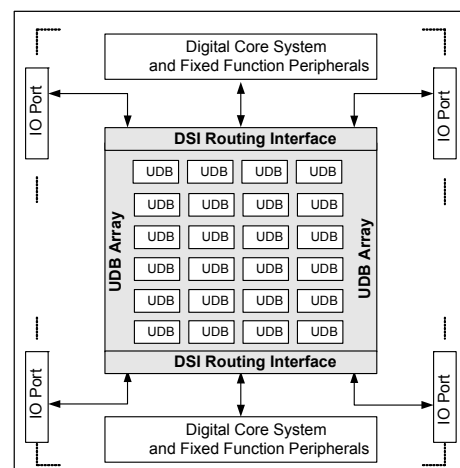 Digital Core System
and Fixed Function Peripherals
IO Port
IO Port
DSI Routing Interface
UDB Array
UDB Array
UDB UDB UDB UDB
UDB UDB UDB UDB
UDB UDB UDB UDB
UDB UDB UDB UDB
UDB UDB UDB UDB
UDB UDB UDB UDB
DSI Routing Interface
IO Port
IO Port
Digital Core System
and Fixed Function Peripherals